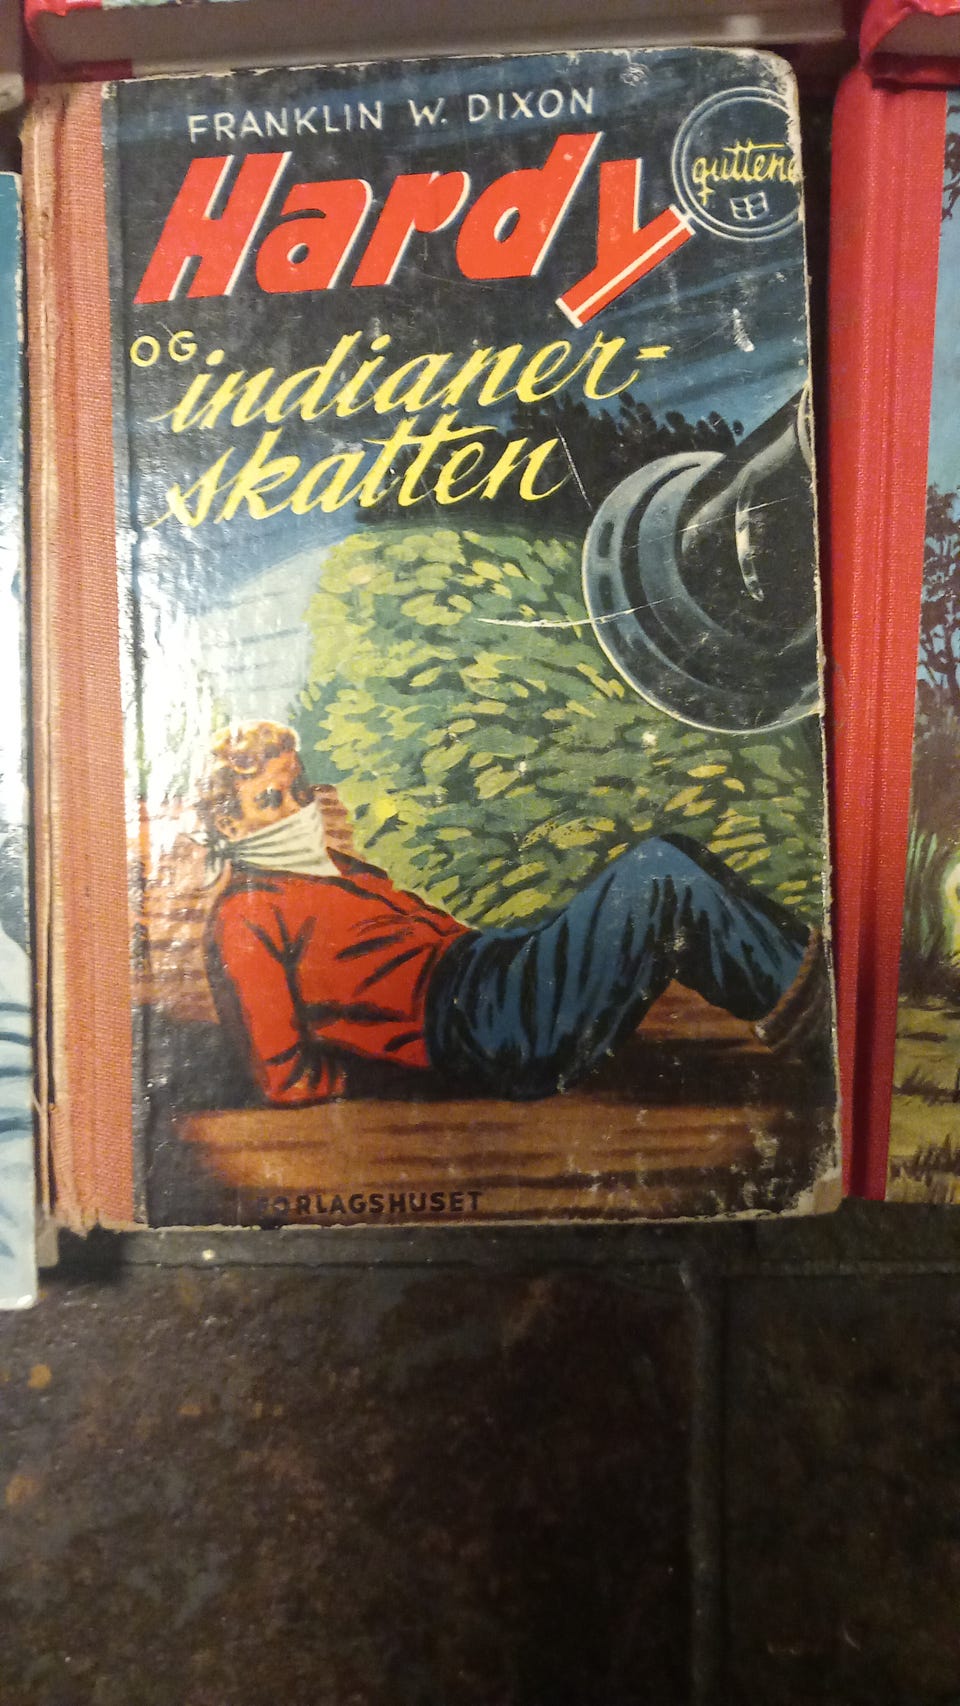 FRANKLIN W. DIXON
Hardy
guttene
OG indianer-
skatten
FORLAGSHUSET